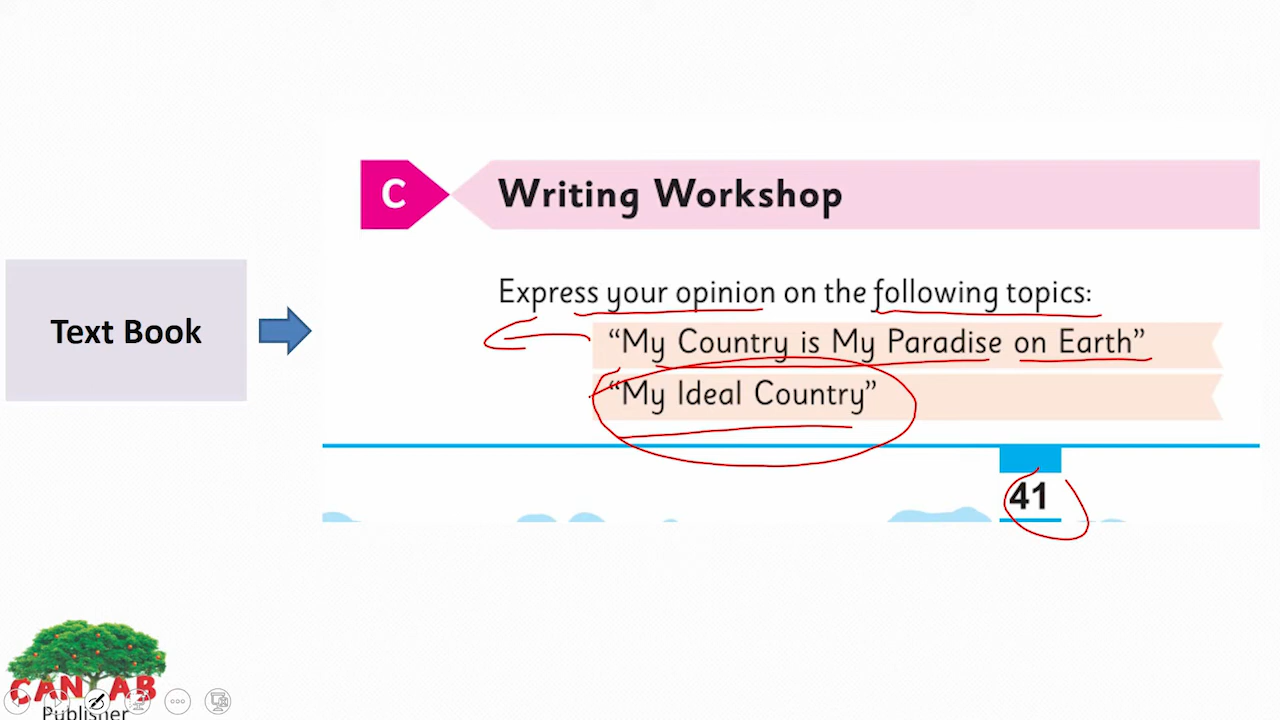 C
Writing Workshop
Text Book
Express your opinion on the following topics:
“My Country is My Paradise on Earth”
“My Ideal Country”
41
CANTAB
Publisher